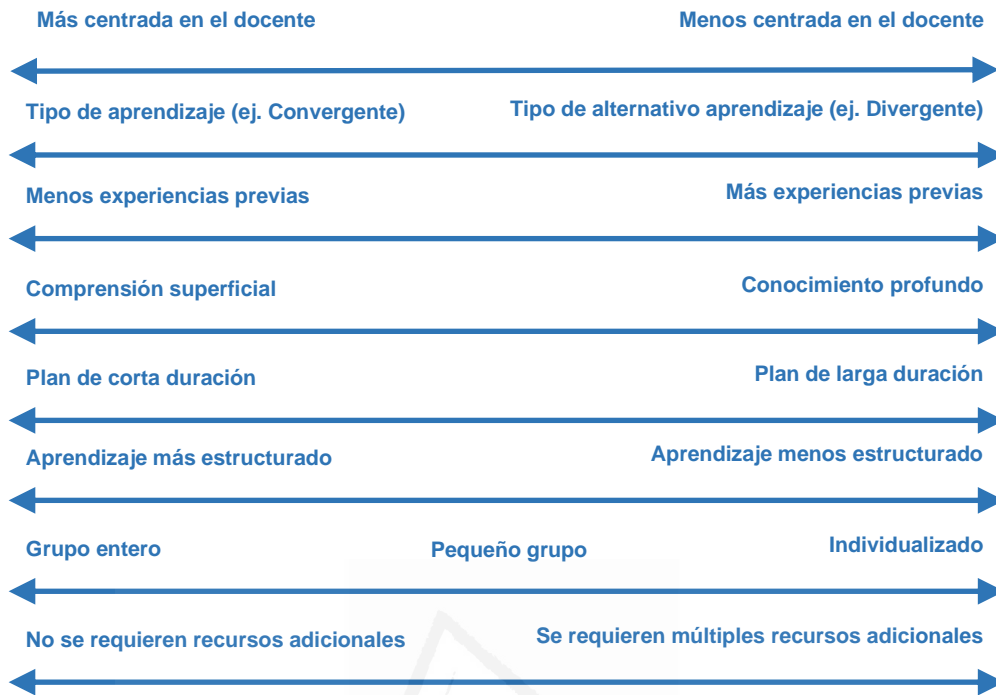 Más centrada en el docente Menos centrada en el docente
Tipo de aprendizaje (ej. Convergente) Tipo de alternativo aprendizaje (ej. Divergente)
Menos experiencias previas Más experiencias previas
Comprensión superficial Conocimiento profundo
Plan de corta duración Plan de larga duración
Aprendizaje más estructurado Aprendizaje menos estructurado
Grupo entero Pequeño grupo Individualizado
No se requieren recursos adicionales Se requieren múltiples recursos adicionales